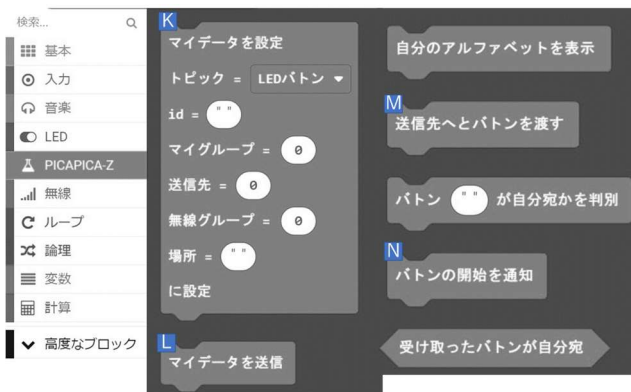 検索...
基本
入力
音楽
LED
PICAPICA-Z
無線
ループ
論理
変数
計算
高度なブロック
K
マイデータを設定
トピック = LEDバトン
id = " "
マイグループ = 0
送信先 = 0
無線グループ = 0
場所 = " "
に設定
L
マイデータを送信
自分のアルファベットを表示
M
送信先へとバトンを渡す
バトン " " が自分宛かを判別
N
バトンの開始を通知
受け取ったバトンが自分宛